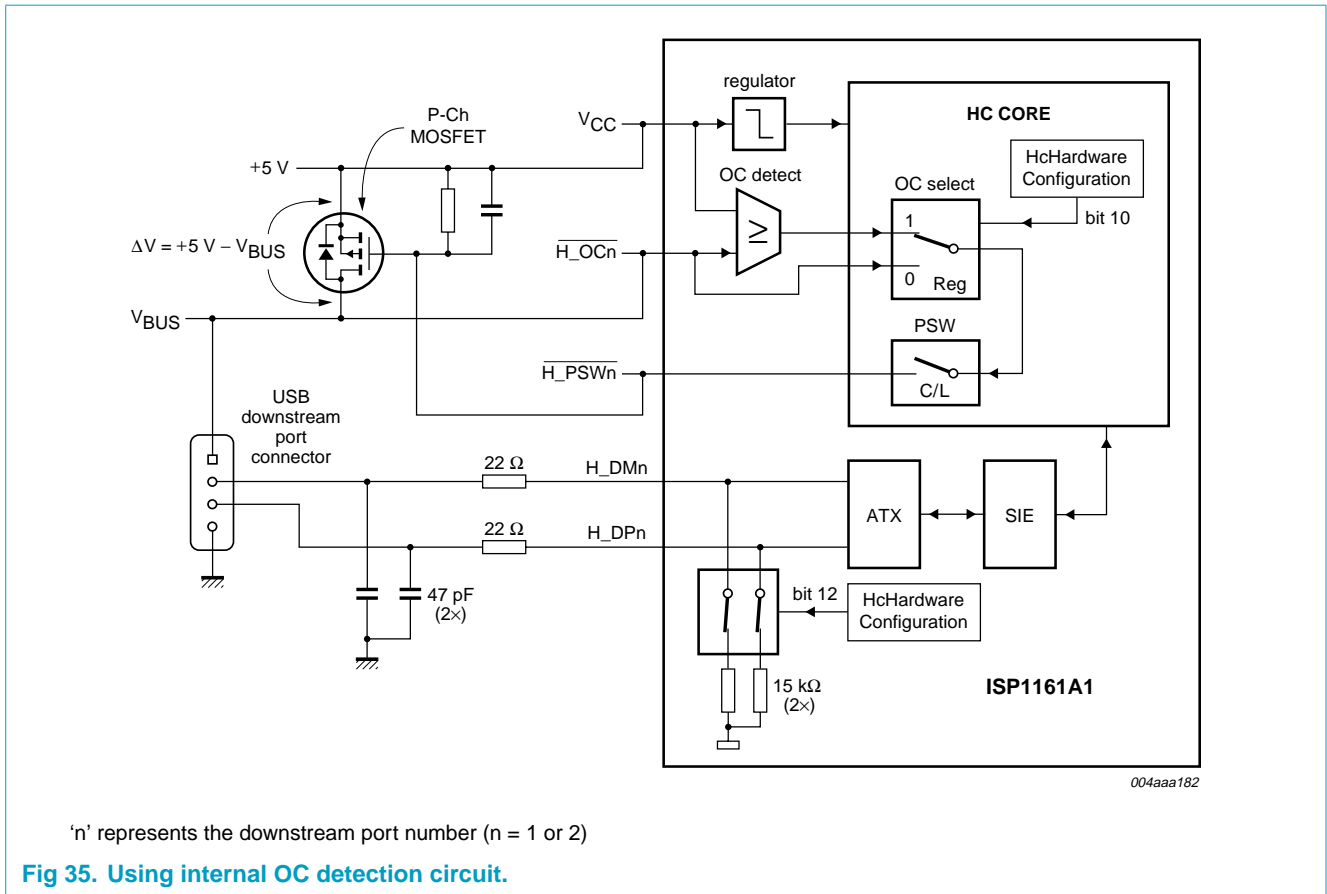 regulator
P-Ch
MOSFET
VCC
HC CORE
HcHardware
Configuration
+5 V
OC detect
OC select
bit 10
1
≥
ΔV = +5 V − VBUS
H_OCn
0
Reg
VBUS
PSW
H_PSWn
C/L
USB
downstream
port
connector
22 Ω
H_DMn
ATX
SIE
22 Ω
H_DPn
47 pF
(2×)
bit 12
HcHardware
Configuration
15 kΩ
(2×)
ISP1161A1
004aaa182
‘n’ represents the downstream port number (n = 1 or 2)
Fig 35. Using internal OC detection circuit.